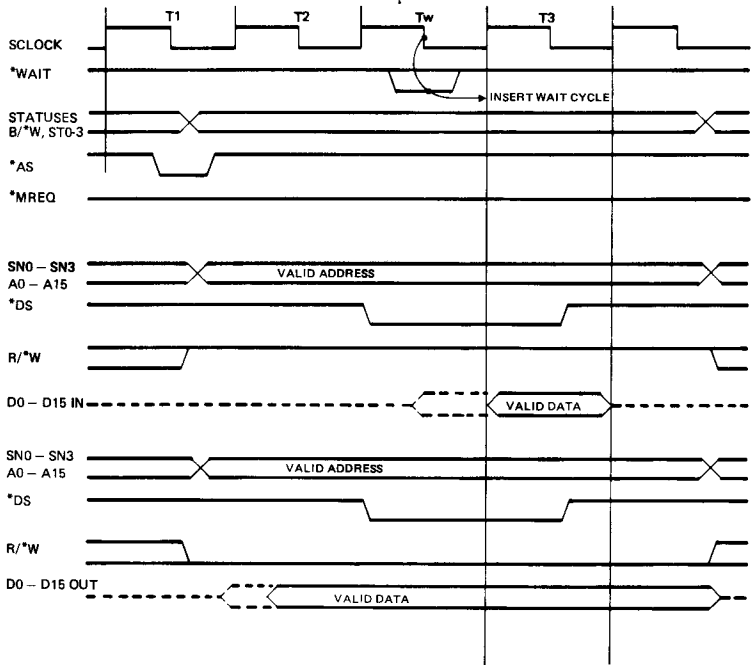 T1 T2 Tw T3
SCLOCK
*WAIT
INSERT WAIT CYCLE
STATUSES
B/*W, ST0-3
*AS
*MREQ
SN0 – SN3
A0 – A15
VALID ADDRESS
*DS
R/*W
D0 – D15 IN
VALID DATA
SN0 – SN3
A0 – A15
VALID ADDRESS
*DS
R/*W
D0 – D15 OUT
VALID DATA